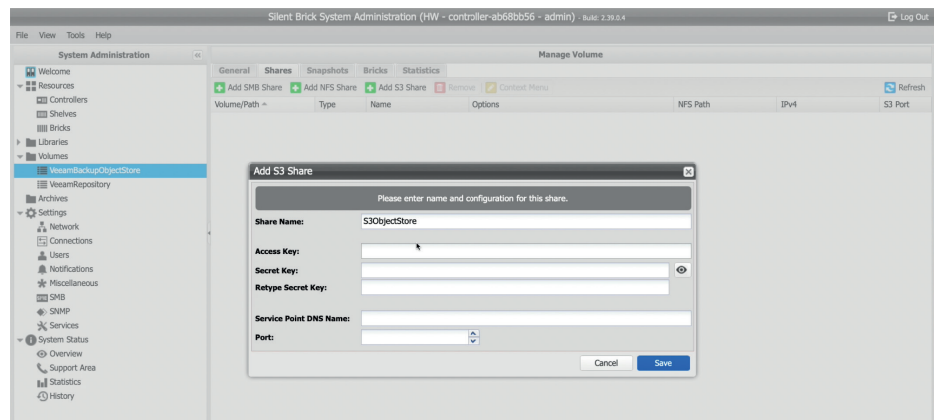 Silent Brick System Administration (HW - controller-ab68bb56 - admin) - Build: 2.39.0.4
Log Out
File View Tools Help
System Administration
Welcome
Resources
Controllers
Shelves
Bricks
Libraries
Volumes
VeeamBackupObjectStore
VeeamRepository
Archives
Settings
Network
Connections
Users
Notifications
Miscellaneous
SMB
SNMP
Services
System Status
Overview
Support Area
Statistics
History
Manage Volume
General Shares Snapshots Bricks Statistics
Add SMB Share Add NFS Share Add S3 Share Remove Context Menu Refresh
Volume/Path Type Name Options NFS Path IPv4 S3 Port
Add S3 Share
Please enter name and configuration for this share.
Share Name: S3ObjectStore
Access Key:
Secret Key:
Retype Secret Key:
Service Point DNS Name:
Port:
Cancel Save